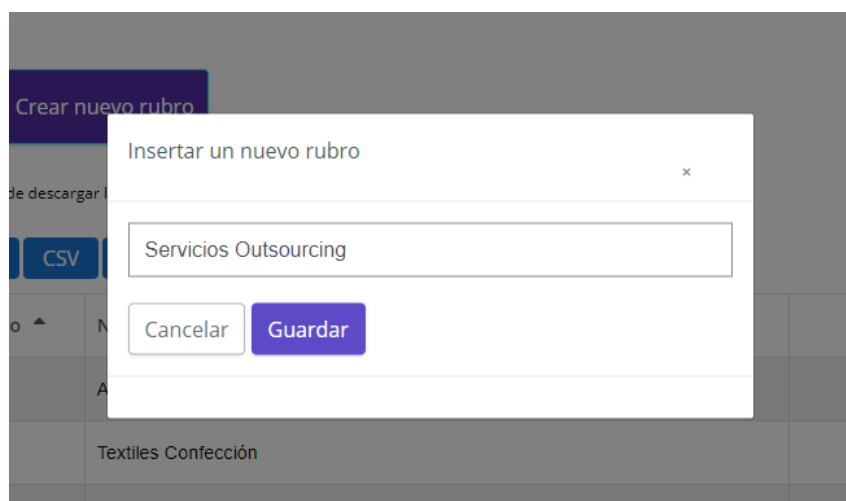 Crear nuevo rubro
Insertar un nuevo rubro
×
de descargar l
Servicios Outsourcing
CSV
Cancelar
Guardar
o
N
A
Textiles Confección